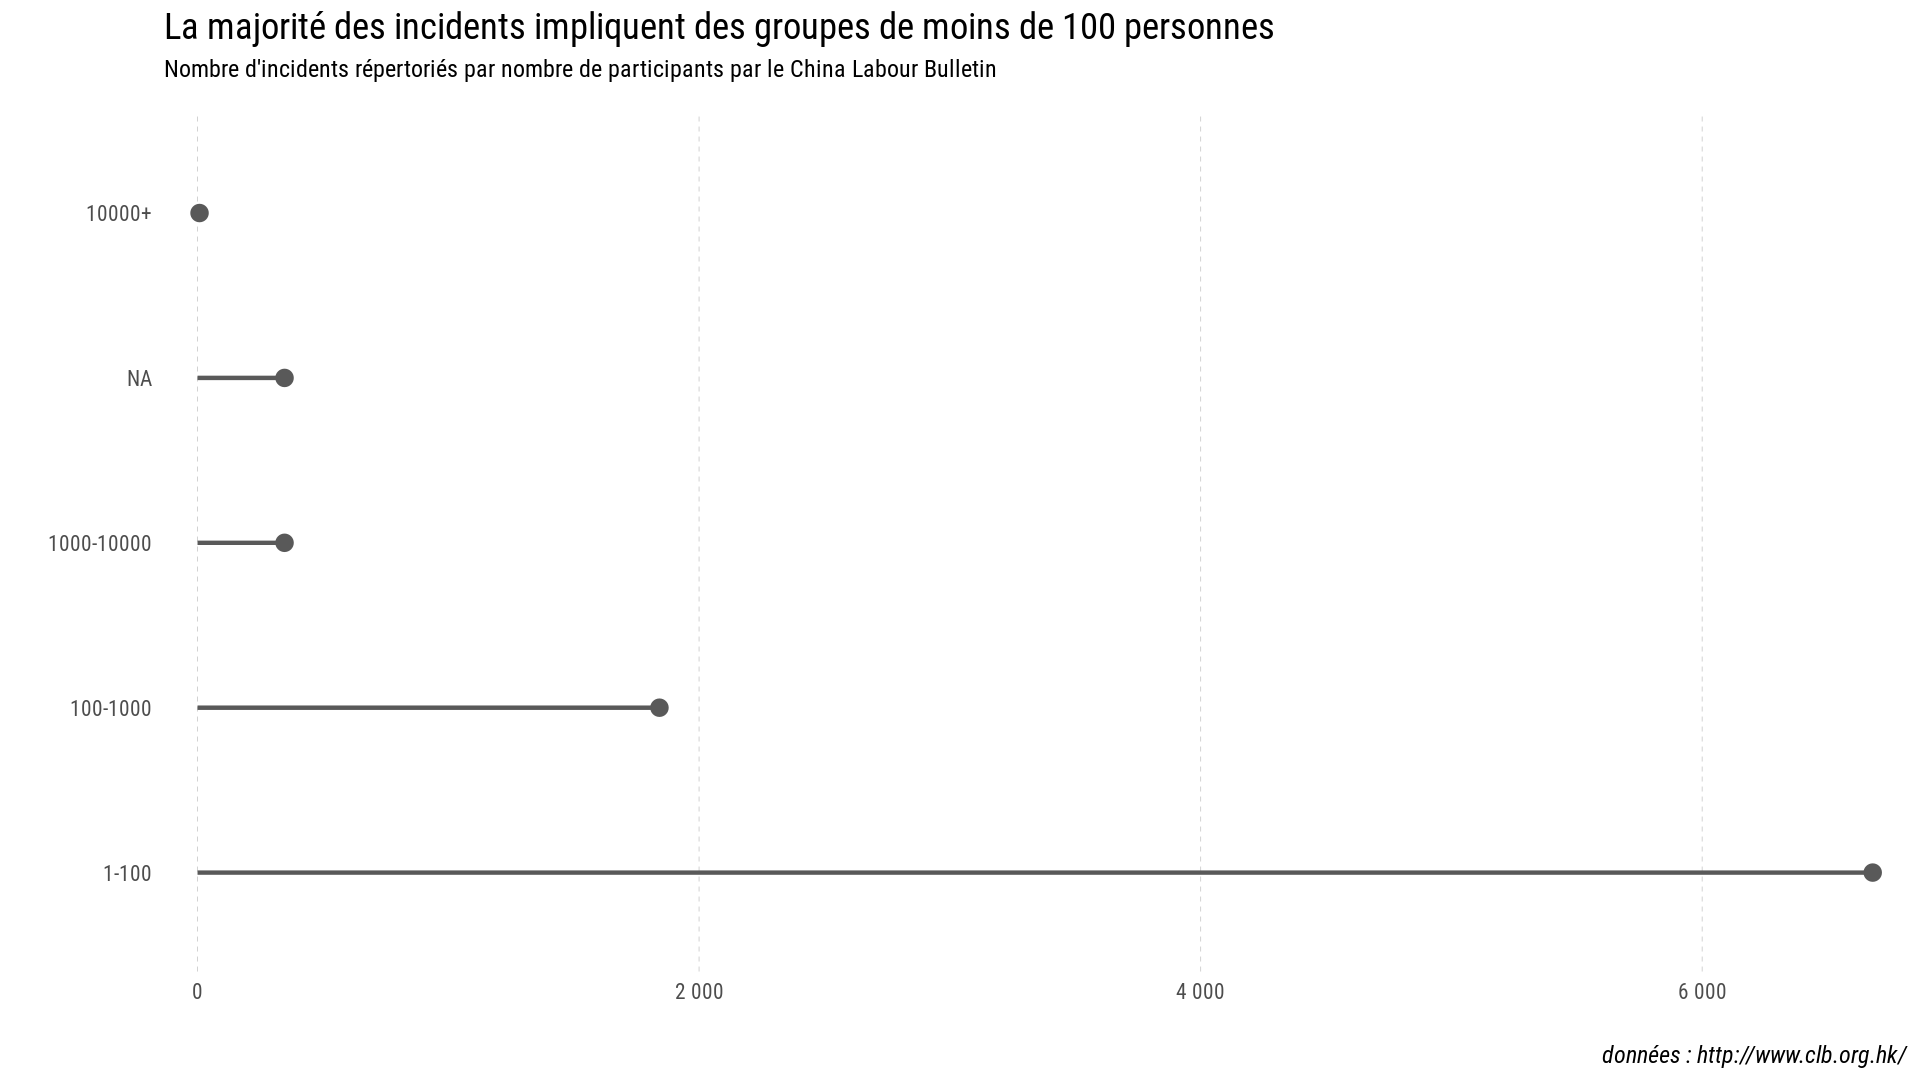 La majorité des incidents impliquent des groupes de moins de 100 personnes
Nombre d'incidents répertoriés par nombre de participants par le China Labour Bulletin
10000+
NA
1000-10000
100-1000
1-100
0 2 000 4 000 6 000
données : http://www.clb.org.hk/